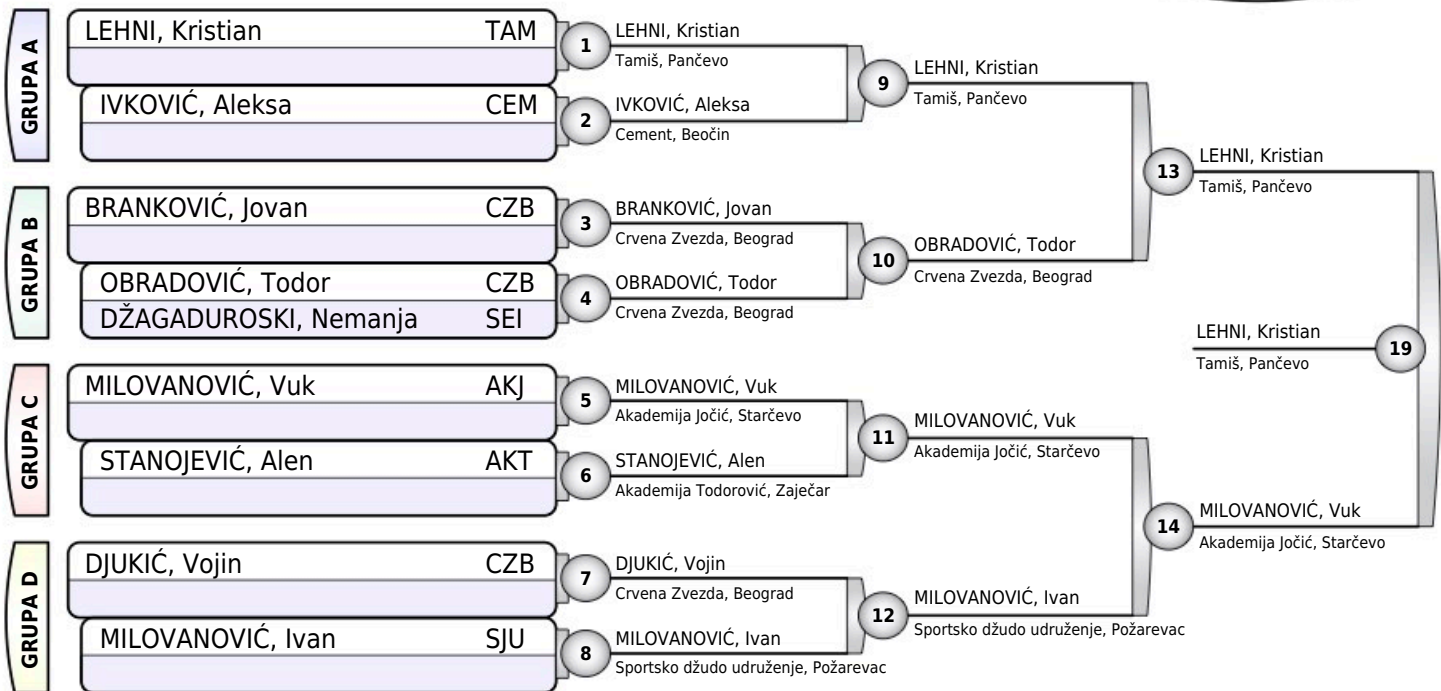 GRUPA A
LEHNI, Kristian TAM
IVKOVIĆ, Aleksa CEM
1
LEHNI, Kristian
Tamiš, Pančevo
2
IVKOVIĆ, Aleksa
Cement, Beočin
9
LEHNI, Kristian
Tamiš, Pančevo
GRUPA B
BRANKOVIĆ, Jovan CZB
OBRADOVIĆ, Todor CZB
DŽAGADUROSKI, Nemanja SEI
3
BRANKOVIĆ, Jovan
Crvena Zvezda, Beograd
4
OBRADOVIĆ, Todor
Crvena Zvezda, Beograd
10
OBRADOVIĆ, Todor
Crvena Zvezda, Beograd
13
LEHNI, Kristian
Tamiš, Pančevo
GRUPA C
MILOVANOVIĆ, Vuk AKJ
STANOJEVIĆ, Alen AKT
5
MILOVANOVIĆ, Vuk
Akademija Jočić, Starčevo
6
STANOJEVIĆ, Alen
Akademija Todorović, Zaječar
11
MILOVANOVIĆ, Vuk
Akademija Jočić, Starčevo
GRUPA D
DJUKIĆ, Vojin CZB
MILOVANOVIĆ, Ivan SJU
7
DJUKIĆ, Vojin
Crvena Zvezda, Beograd
8
MILOVANOVIĆ, Ivan
Sportsko džudo udruženje, Požarevac
12
MILOVANOVIĆ, Ivan
Sportsko džudo udruženje, Požarevac
14
MILOVANOVIĆ, Vuk
Akademija Jočić, Starčevo
LEHNI, Kristian
Tamiš, Pančevo
19